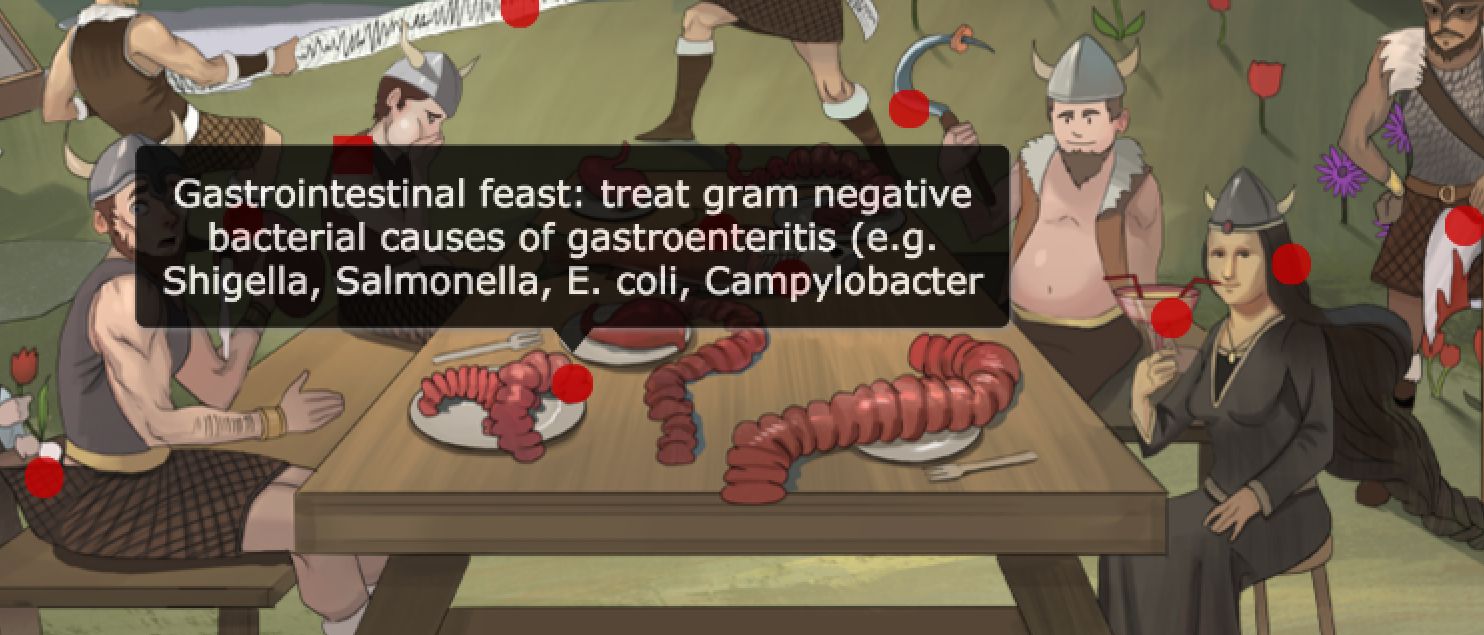 Gastrointestinal feast: treat gram negative
bacterial causes of gastroenteritis (e.g.
Shigella, Salmonella, E. coli, Campylobacter